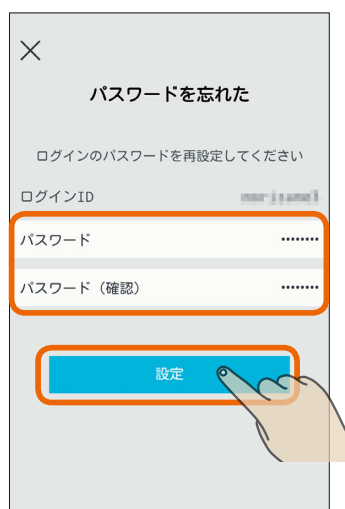 パスワードを忘れた
ログインのパスワードを再設定してください
ログインID
パスワード ••••••••
パスワード（確認） ••••••••
設定